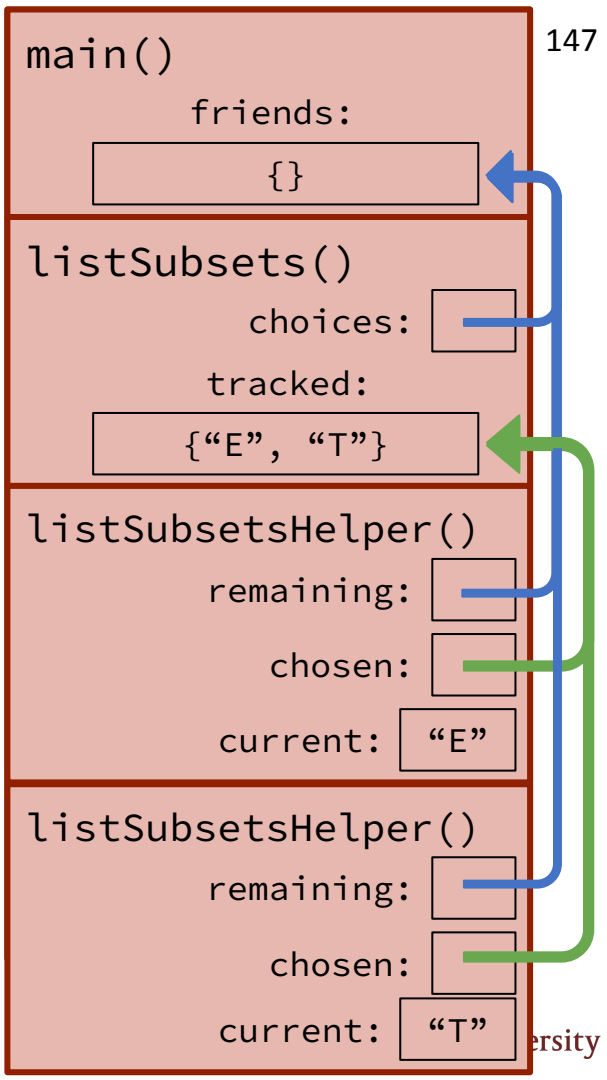 147
main()
friends:
{}
listSubsets()
choices:
tracked:
{“E”, “T”}
listSubsetsHelper()
remaining:
chosen:
current: “E”
listSubsetsHelper()
remaining:
chosen:
current: “T”
ersity